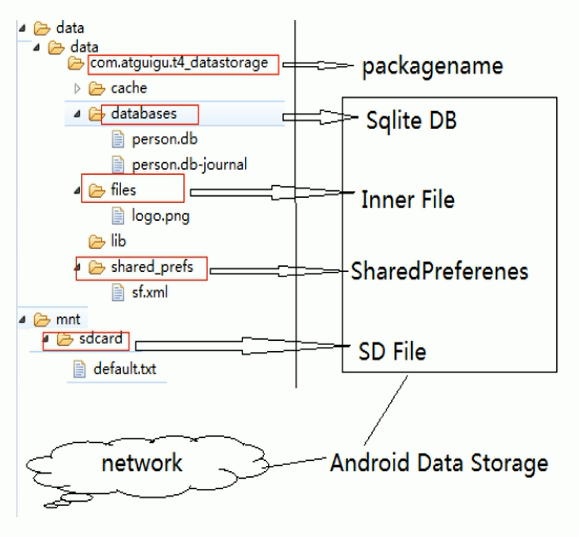 data
data
com.atguigu.t4_datastorage
packagename
cache
databases
Sqlite DB
person.db
person.db-journal
files
Inner File
logo.png
lib
shared_prefs
SharedPreferenes
sf.xml
mnt
sdcard
SD File
default.txt
network
Android Data Storage